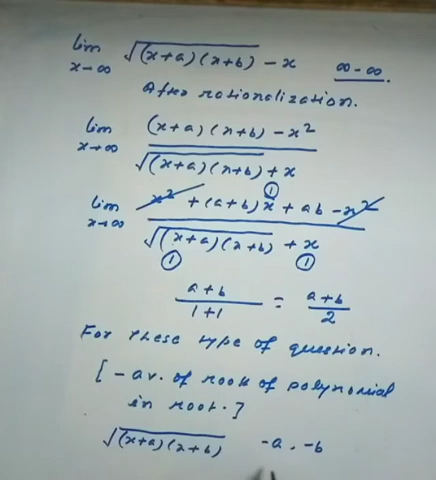 lim x→∞ √(x+a)(x+b) - x ∞-∞.
After rationalization.
lim x→∞ (x+a)(x+b) - x² / √(x+a)(x+b) + x
①
lim x→∞ x² + (a+b)x + ab - x² / √(x+a)(x+b) + x
① ①
a+b / 1+1 = a+b / 2
For these type of question.
[ - av. of root of polynomial
in root. ]
√(x+a)(x+b) -a, -b